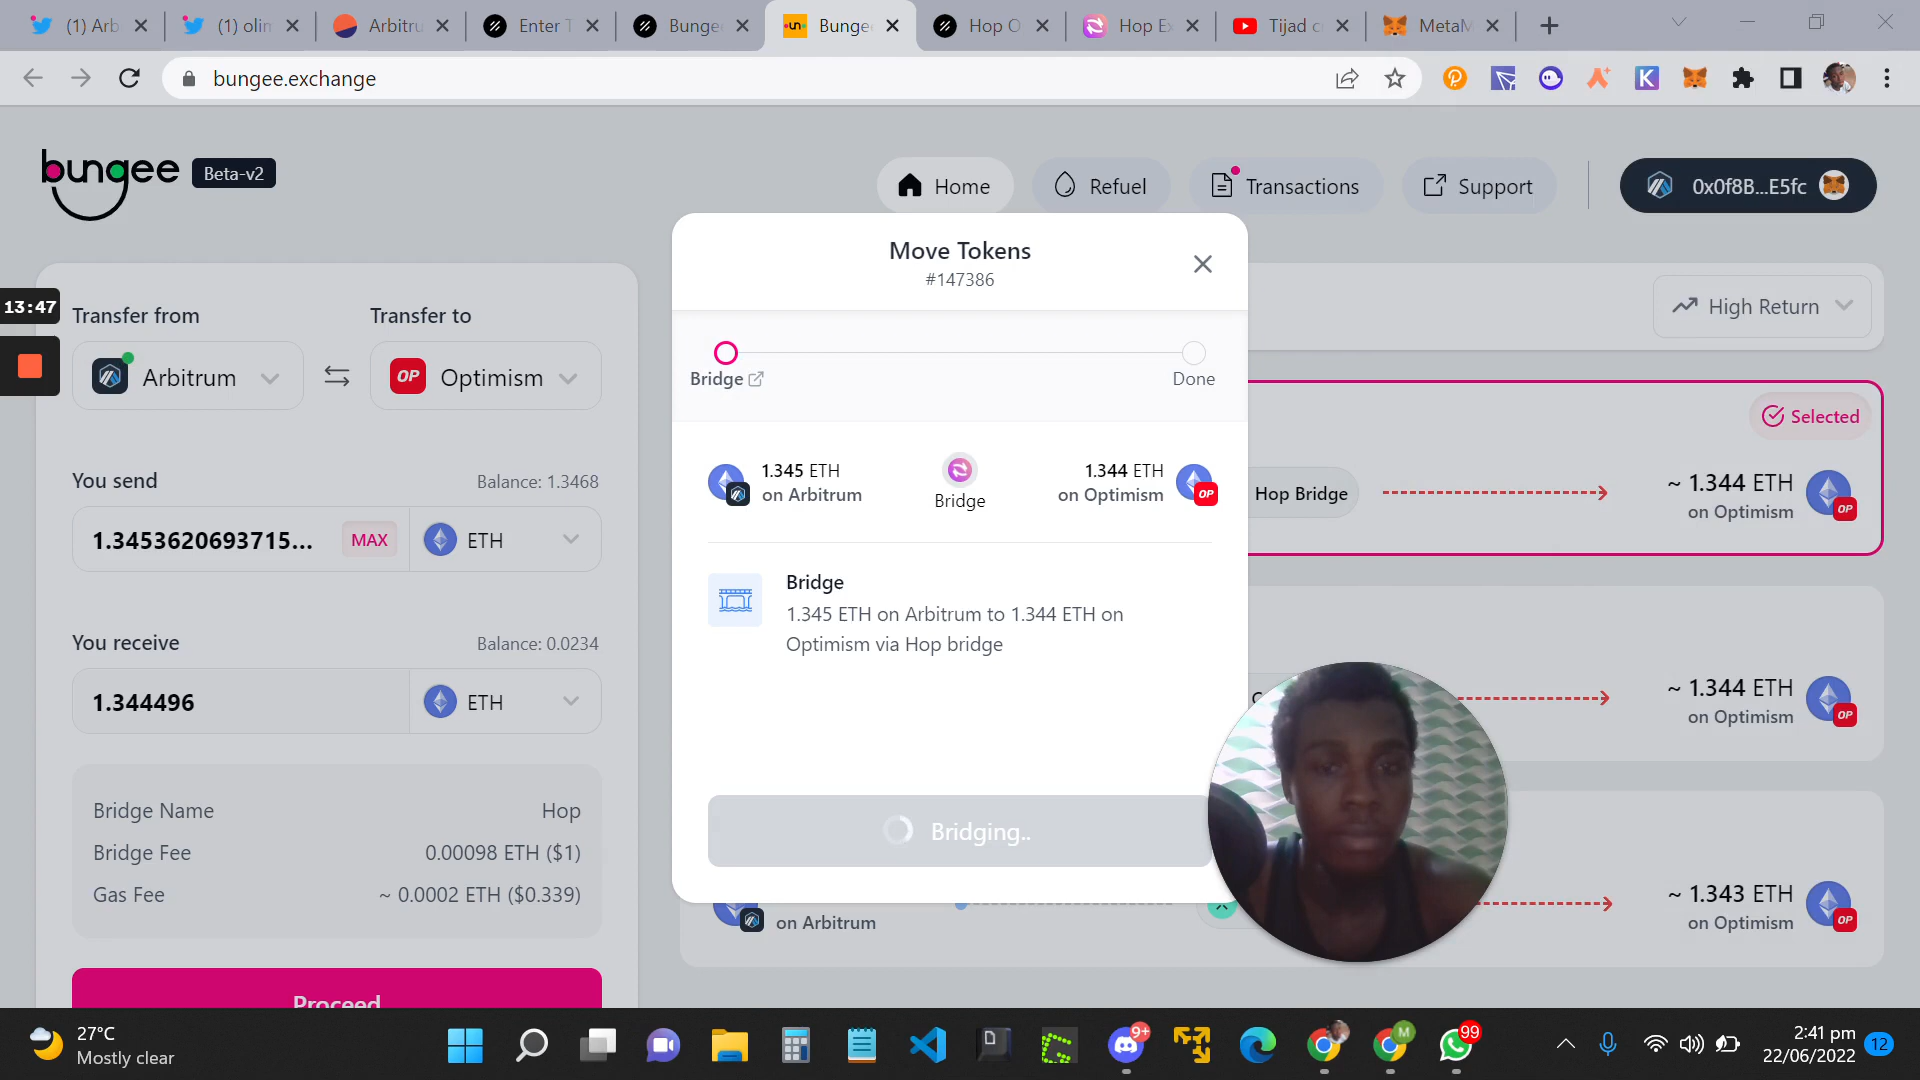 (1) Arb
(1) olin
Arbitru
Enter T
Bunge
Bunge
Hop O
Hop Ex
Tijad c
MetaM
bungee.exchange
bungee
Beta-v2
Home
Refuel
Transactions
Support
0x0f8B...E5fc
13:47
Transfer from
Transfer to
Arbitrum
OP
Optimism
You send
Balance: 1.3468
1.3453620693715...
MAX
ETH
You receive
Balance: 0.0234
1.344496
ETH
Bridge Name
Hop
Bridge Fee
0.00098 ETH ($1)
Gas Fee
~ 0.0002 ETH ($0.339)
Proceed
Move Tokens
#147386
Bridge
Done
1.345 ETH
on Arbitrum
Bridge
1.344 ETH
on Optimism
OP
Bridge
1.345 ETH on Arbitrum to 1.344 ETH on
Optimism via Hop bridge
Bridging..
High Return
Selected
Hop Bridge
~ 1.344 ETH
on Optimism
OP
~ 1.344 ETH
on Optimism
OP
on Arbitrum
~ 1.343 ETH
on Optimism
OP
27°C
Mostly clear
9+
M
99
2:41 pm
22/06/2022
12